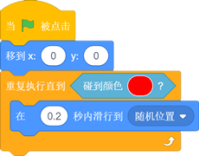 当 被点击
移到 x: 0 y: 0
重复执行直到 碰到颜色 ?
在 0.2 秒内滑行到 随机位置